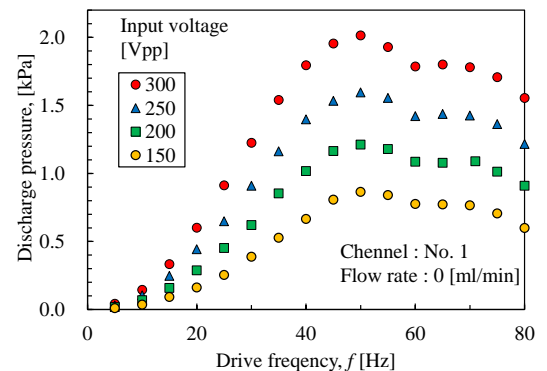 Input voltage
[Vpp]
300
250
200
150
Chennel : No. 1
Flow rate : 0 [ml/min]
Discharge pressure, [kPa]
2.0
1.5
1.0
0.5
0.0
0 20 40 60 80
Drive freqency, f [Hz]